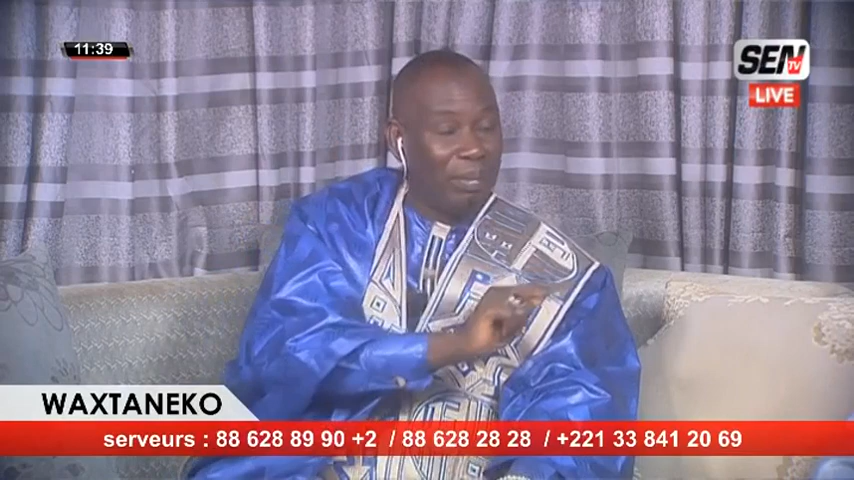 11:39
SEN TV
LIVE
WAXTANEKO
serveurs : 88 628 89 90 +2 / 88 628 28 28 / +221 33 841 20 69